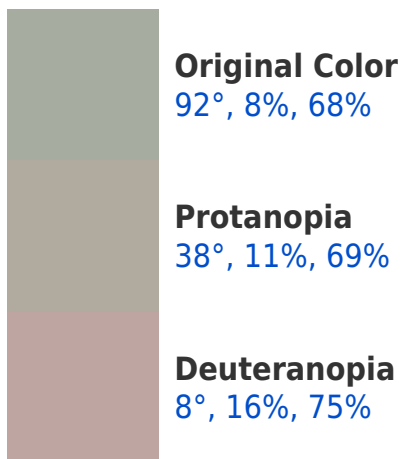 Original Color
92°, 8%, 68%
Protanopia
38°, 11%, 69%
Deuteranopia
8°, 16%, 75%